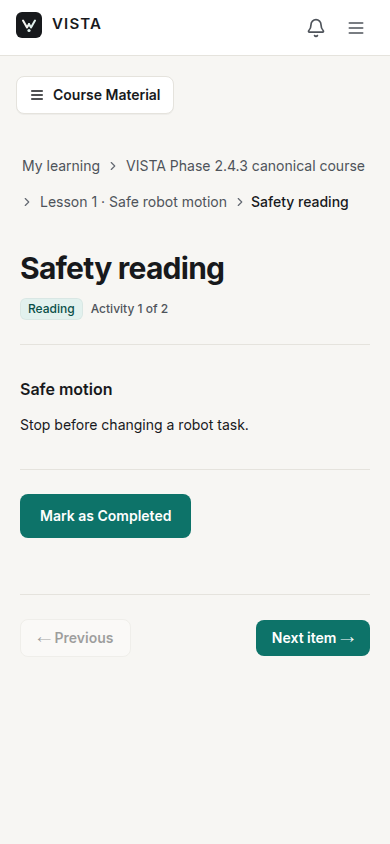 VISTA
Course Material
My learning > VISTA Phase 2.4.3 canonical course
> Lesson 1 · Safe robot motion > Safety reading
Safety reading
Reading Activity 1 of 2
Safe motion
Stop before changing a robot task.
Mark as Completed
← Previous Next item →